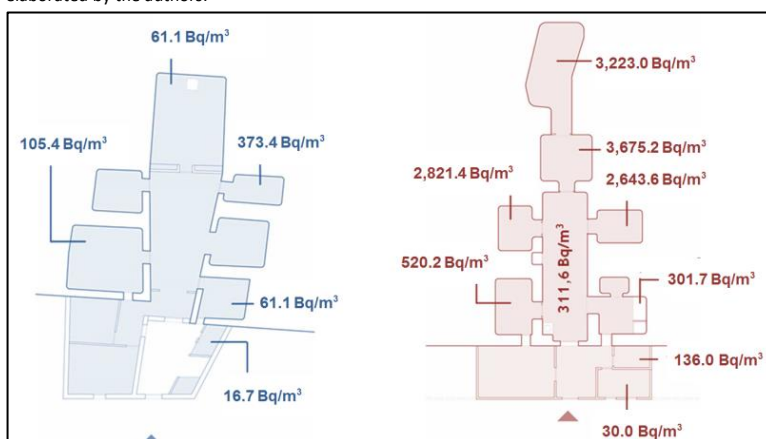 elaborated by the authors.
61.1 Bq/m³
105.4 Bq/m³
373.4 Bq/m³
61.1 Bq/m³
16.7 Bq/m³
3,223.0 Bq/m³
3,675.2 Bq/m³
2,821.4 Bq/m³
2,643.6 Bq/m³
520.2 Bq/m³
311,6 Bq/m³
301.7 Bq/m³
136.0 Bq/m³
30.0 Bq/m³